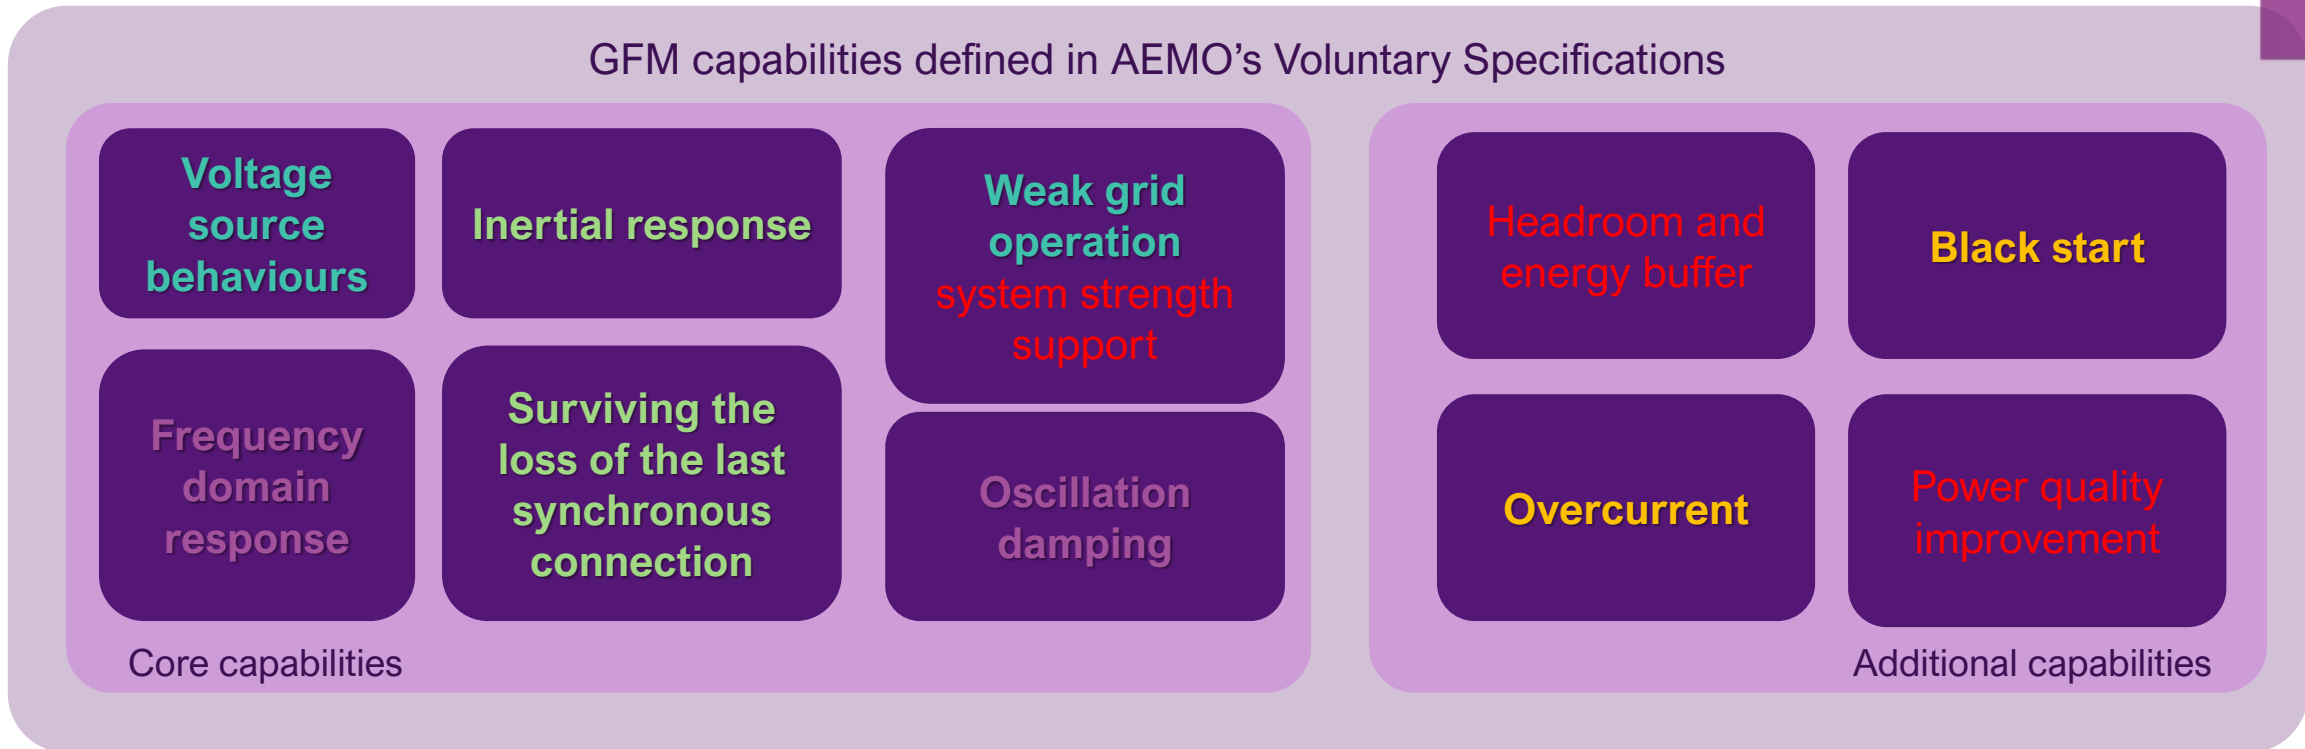 GFM capabilities defined in AEMO’s Voluntary Specifications
Voltage
source
behaviours
Inertial response
Weak grid
operation
system strength
support
Frequency
domain
response
Surviving the
loss of the last
synchronous
connection
Oscillation
damping
Core capabilities
Headroom and
energy buffer
Black start
Overcurrent
Power quality
improvement
Additional capabilities